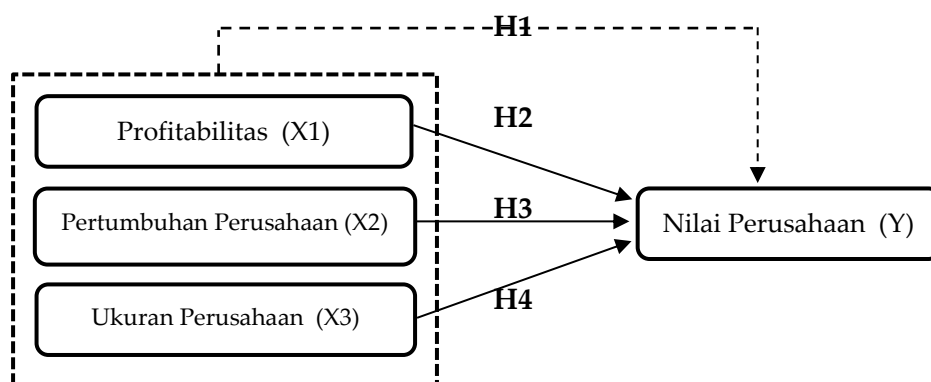 H1
Profitabilitas (X1)
H2
Pertumbuhan Perusahaan (X2)
H3
Nilai Perusahaan (Y)
Ukuran Perusahaan (X3)
H4